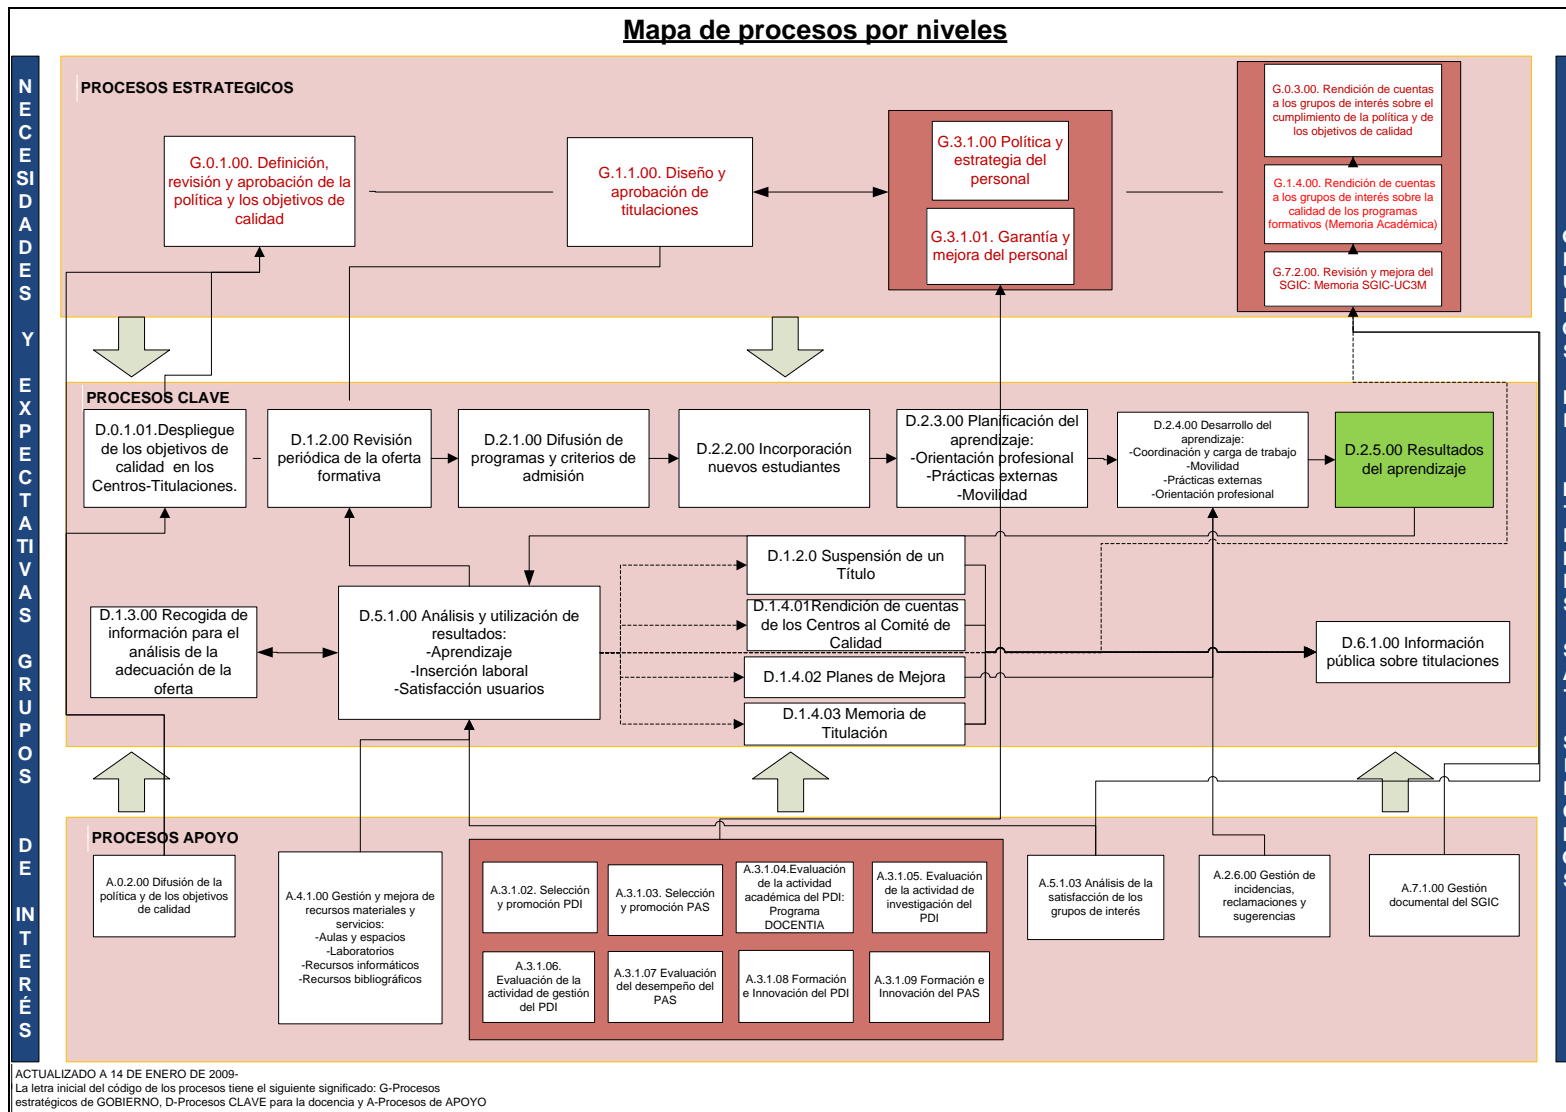 Mapa de procesos por niveles
NECESIDADES Y EXPECTATIVAS GRUPOS DE INTERÉS
PROCESOS ESTRATEGICOS
G.0.1.00. Definición,
revisión y aprobación de la
política y los objetivos de
calidad
G.1.1.00. Diseño y
aprobación de
titulaciones
G.3.1.00 Política y
estrategia del
personal
G.3.1.01. Garantía y
mejora del personal
G.0.3.00. Rendición de cuentas
a los grupos de interés sobre el
cumplimiento de la política y de
los objetivos de calidad
G.1.4.00. Rendición de cuentas
a los grupos de interés sobre la
calidad de los programas
formativos (Memoria Académica)
G.7.2.00. Revisión y mejora del
SGIC: Memoria SGIC-UC3M
PROCESOS CLAVE
D.0.1.01.Despliegue
de los objetivos de
calidad en los
Centros-Titulaciones.
D.1.2.00 Revisión
periódica de la oferta
formativa
D.2.1.00 Difusión de
programas y criterios de
admisión
D.2.2.00 Incorporación
nuevos estudiantes
D.2.3.00 Planificación del
aprendizaje:
-Orientación profesional
-Prácticas externas
-Movilidad
D.2.4.00 Desarrollo del
aprendizaje:
-Coordinación y carga de trabajo
-Movilidad
-Prácticas externas
-Orientación profesional
D.2.5.00 Resultados
del aprendizaje
D.1.3.00 Recogida de
información para el
análisis de la
adecuación de la
oferta
D.5.1.00 Análisis y utilización de
resultados:
-Aprendizaje
-Inserción laboral
-Satisfacción usuarios
D.1.2.0 Suspensión de un
Título
D.1.4.01Rendición de cuentas
de los Centros al Comité de
Calidad
D.1.4.02 Planes de Mejora
D.1.4.03 Memoria de
Titulación
D.6.1.00 Información
pública sobre titulaciones
PROCESOS APOYO
A.0.2.00 Difusión de la
política y de los objetivos
de calidad
A.4.1.00 Gestión y mejora de
recursos materiales y
servicios:
-Aulas y espacios
-Laboratorios
-Recursos informáticos
-Recursos bibliográficos
A.3.1.02. Selección
y promoción PDI
A.3.1.03. Selección
y promoción PAS
A.3.1.04.Evaluación
de la actividad
académica del PDI:
Programa
DOCENTIA
A.3.1.05. Evaluación
de la actividad de
investigación del
PDI
A.3.1.06.
Evaluación de la
actividad de gestión
del PDI
A.3.1.07 Evaluación
del desempeño del
PAS
A.3.1.08 Formación
e Innovación del PDI
A.3.1.09 Formación e
Innovación del PAS
A.5.1.03 Análisis de la
satisfacción de los
grupos de interés
A.2.6.00 Gestión de
incidencias,
reclamaciones y
sugerencias
A.7.1.00 Gestión
documental del SGIC
ACTUALIZADO A 14 DE ENERO DE 2009-
La letra inicial del código de los procesos tiene el siguiente significado: G-Procesos
estratégicos de GOBIERNO, D-Procesos CLAVE para la docencia y A-Procesos de APOYO